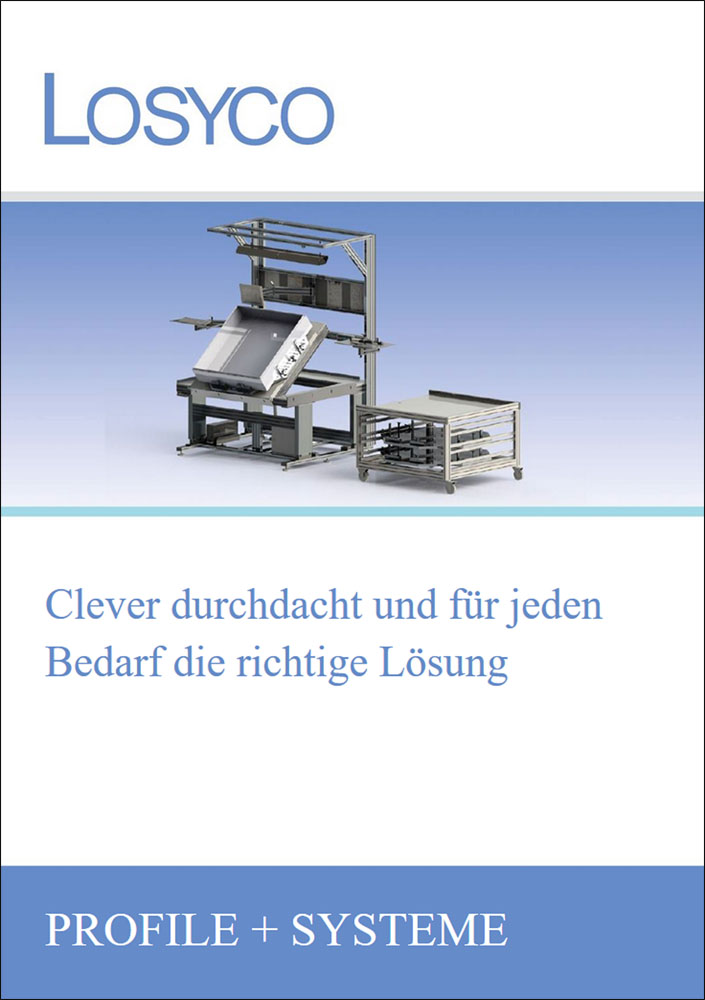 LOSYCO
Clever durchdacht und für jeden
Bedarf die richtige Lösung
PROFILE + SYSTEME